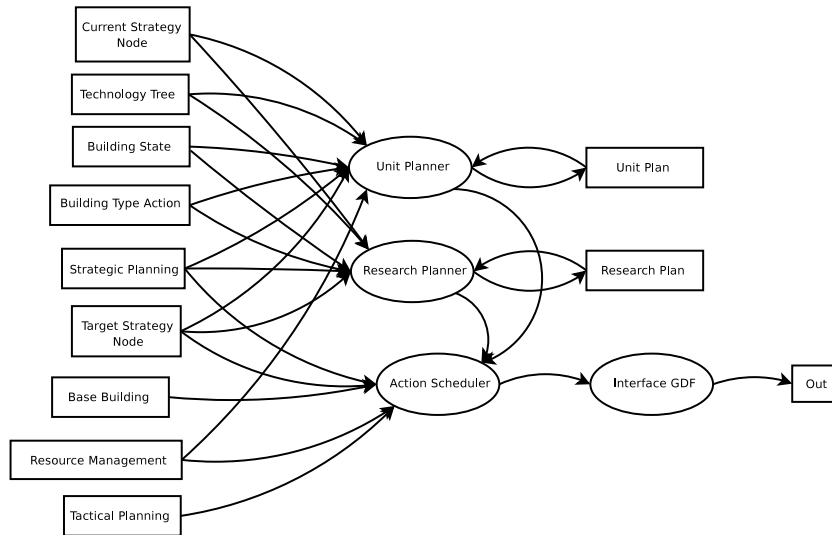 Current Strategy
Node
Technology Tree
Building State
Unit Planner
Unit Plan
Building Type Action
Strategic Planning
Research Planner
Research Plan
Target Strategy
Node
Base Building
Action Scheduler
Interface GDF
Out
Resource Management
Tactical Planning